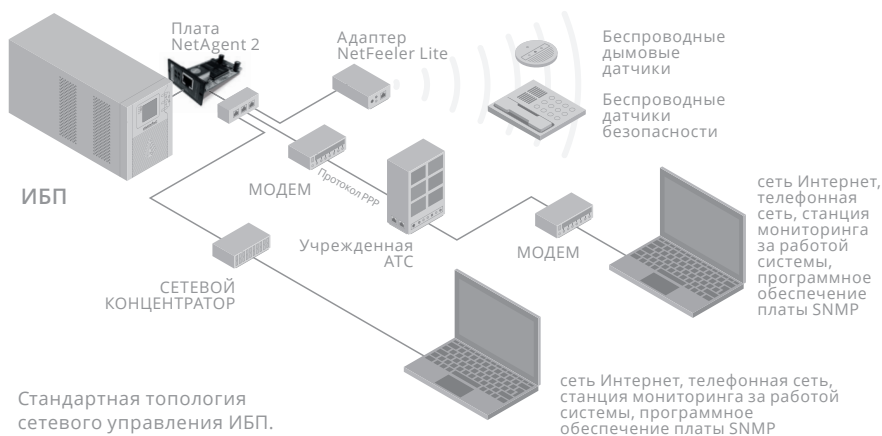 Плата
NetAgent 2
Адаптер
NetFeeler Lite
Беспроводные
дымовые
датчики
Беспроводные
датчики
безопасности
ИБП
МОДЕМ
Протокол PPP
Учрежденная
АТС
МОДЕМ
сеть Интернет,
телефонная
сеть, станция
мониторинга
за работой
системы,
программное
обеспечение
платы SNMP
СЕТЕВОЙ
КОНЦЕНТРАТОР
сеть Интернет, телефонная сеть,
станция мониторинга за работой
системы, программное
обеспечение платы SNMP
Стандартная топология
сетевого управления ИБП.